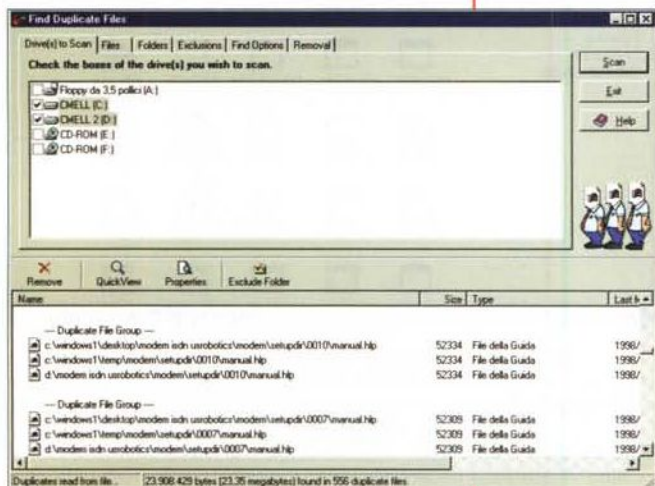 Find Duplicate Files
Drive(s) to Scan Files Folders Exclusions Find Options Removal
Check the boxes of the drive(s) you wish to scan.
Floppy da 3,5 pollici (A:)
CMELL (C:)
CMELL 2 (D:)
CD-ROM (E:)
CD-ROM (F:)
Scan
Exit
Help
Remove QuickView Properties Exclude Folder
Name Size Type
--- Duplicate File Group ---
c:\windows1\desktop\modem isdn usrobotics\modem\setupdir\0010\manual.hlp 52334 File della Guida 1998/
c:\windows1\temp\modem\setupdir\0010\manual.hlp 52334 File della Guida 1998/
d:\modem isdn usrobotics\modem\setupdir\0010\manual.hlp 52334 File della Guida 1998/
--- Duplicate File Group ---
c:\windows1\desktop\modem isdn usrobotics\modem\setupdir\0007\manual.hlp 52309 File della Guida 1998/
c:\windows1\temp\modem\setupdir\0007\manual.hlp 52309 File della Guida 1998/
d:\modem isdn usrobotics\modem\setupdir\0007\manual.hlp 52309 File della Guida 1998/
Duplicates read from file... 23.908.429 bytes (23,35 megabytes) found in 556 duplicate files.